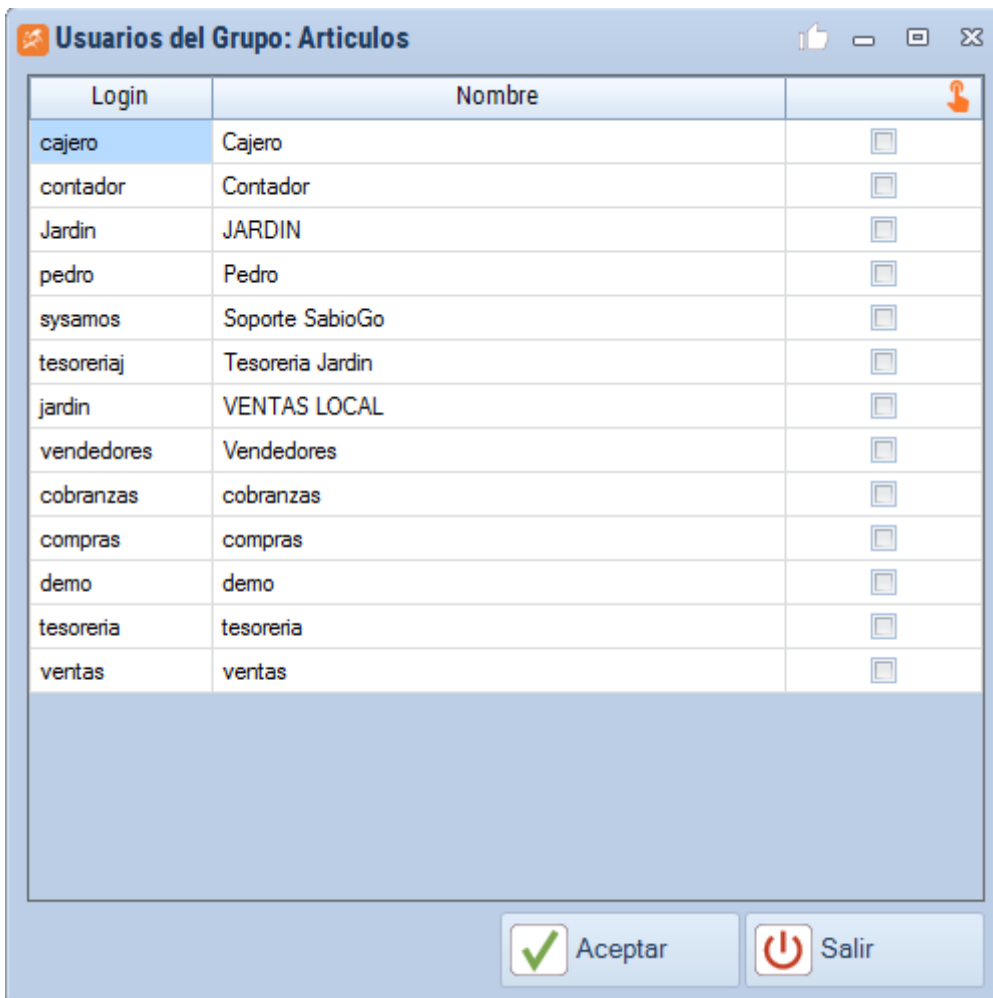 Usuarios del Grupo: Articulos
Login Nombre
cajero Cajero
contador Contador
Jardin JARDIN
pedro Pedro
sysamos Soporte SabioGo
tesoreriaj Tesoreria Jardin
jardin VENTAS LOCAL
vendedores Vendedores
cobranzas cobranzas
compras compras
demo demo
tesoreria tesoreria
ventas ventas
Aceptar Salir